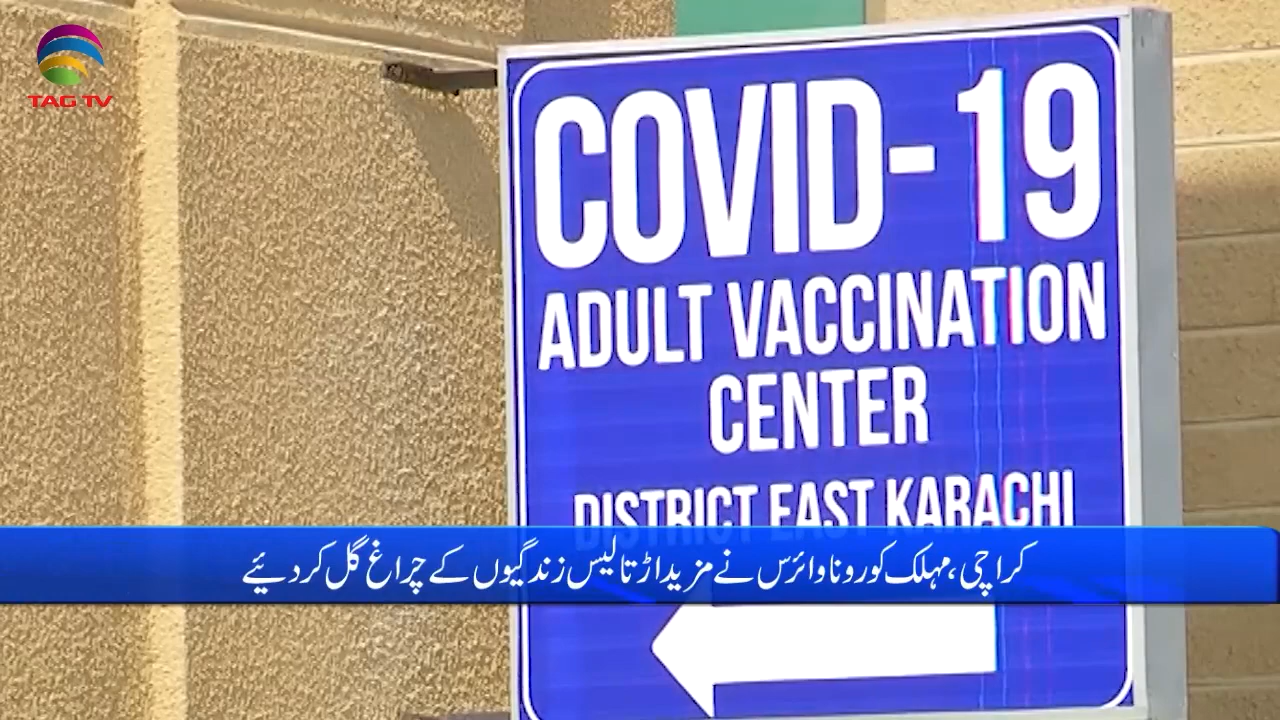 TAG TV
COVID-19
ADULT VACCINATION
CENTER
DISTRICT EAST KARACHI
کراچی، مہلک کورونا وائرس نے مزید اڑتالیس زندگیوں کے چراغ گل کر دئیے